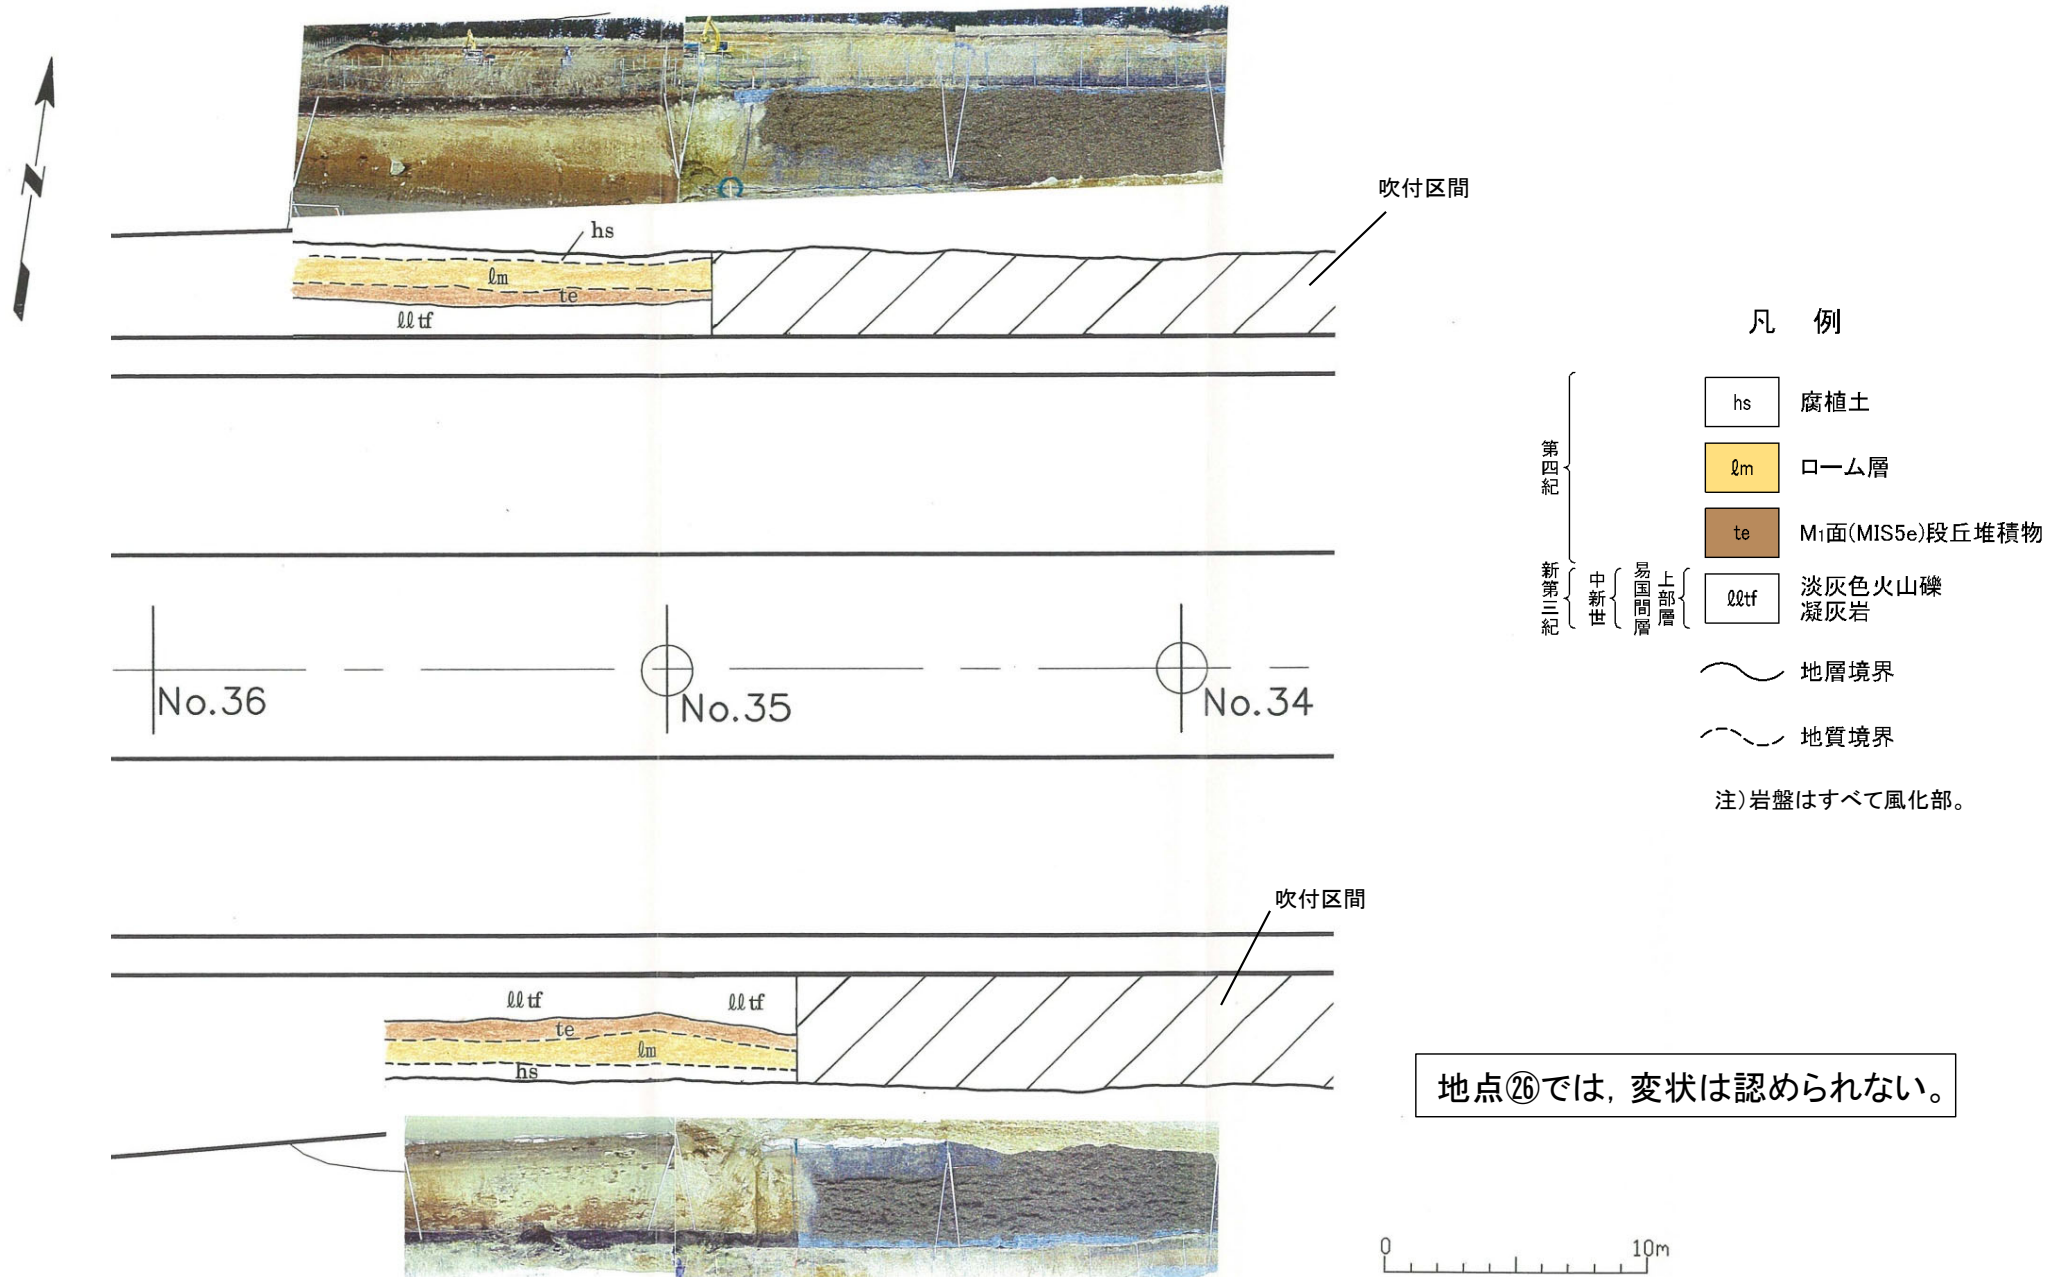 N
吹付区間
hs
ℓm
te
ℓℓtf
No.36
No.35
No.34
吹付区間
ℓℓtf
ℓℓtf
te
ℓm
hs
凡 例
第四紀
hs 腐植土
ℓm ローム層
te M1面(MIS5e)段丘堆積物
新第三紀
中新世
易国間層
上部層
ℓℓtf 淡灰色火山礫
凝灰岩
地層境界
地質境界
注)岩盤はすべて風化部。
地点㉖では，変状は認められない。
0 10m